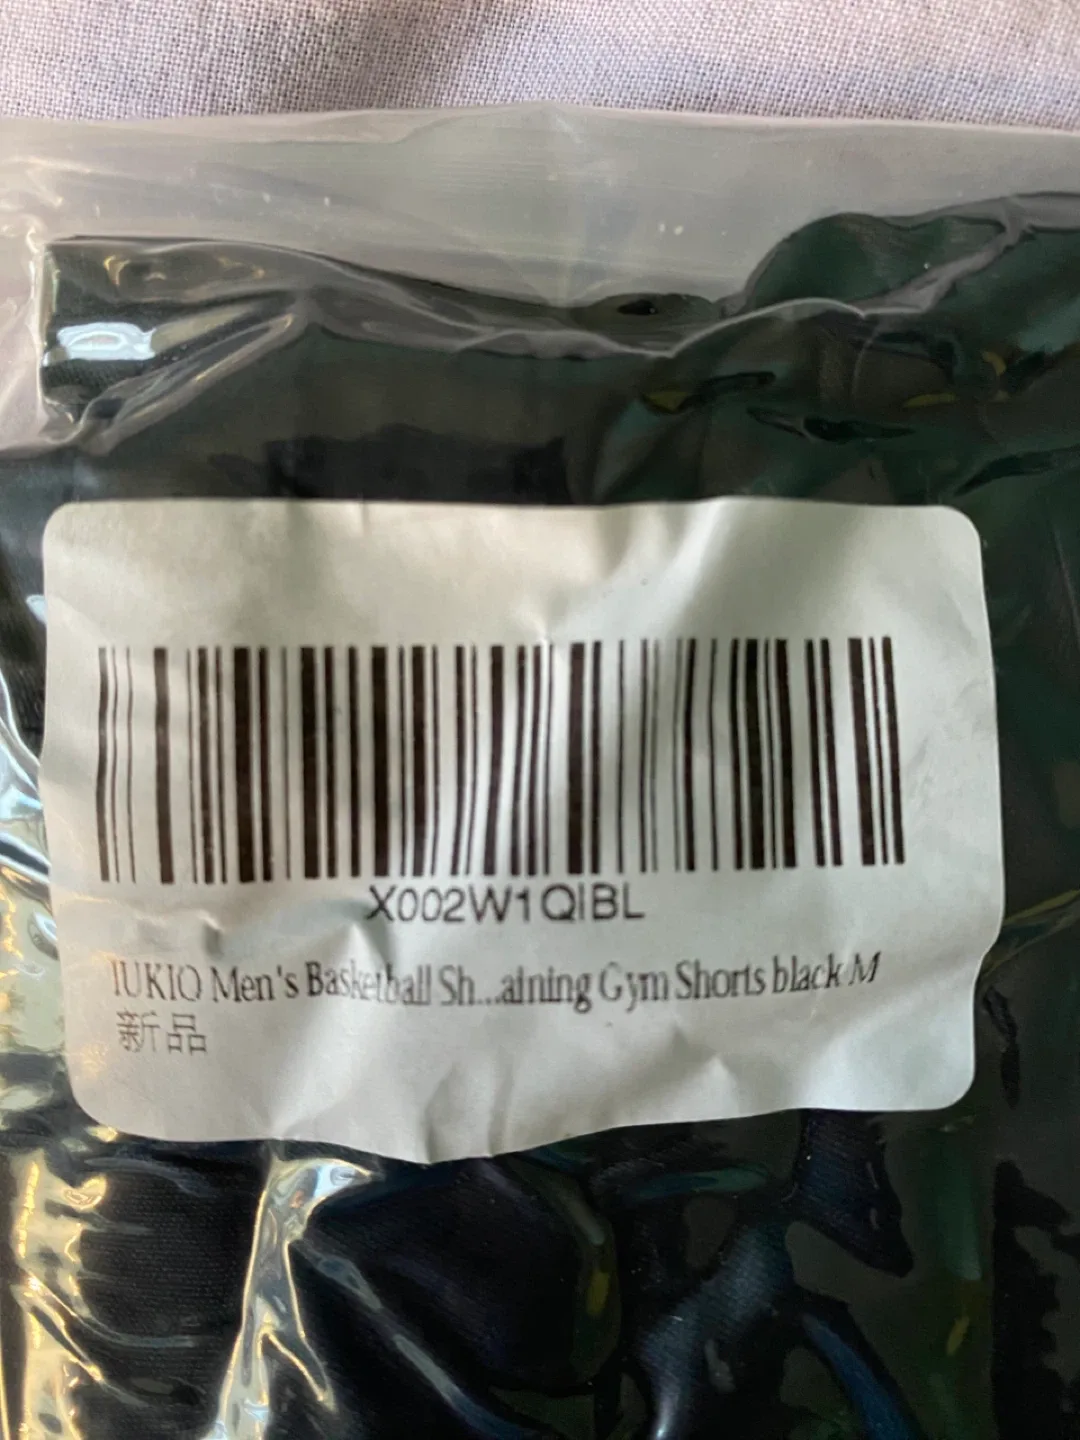 X002W1QIBL
IUKIO Men's Basketball Sh...aining Gym Shorts black M
新品